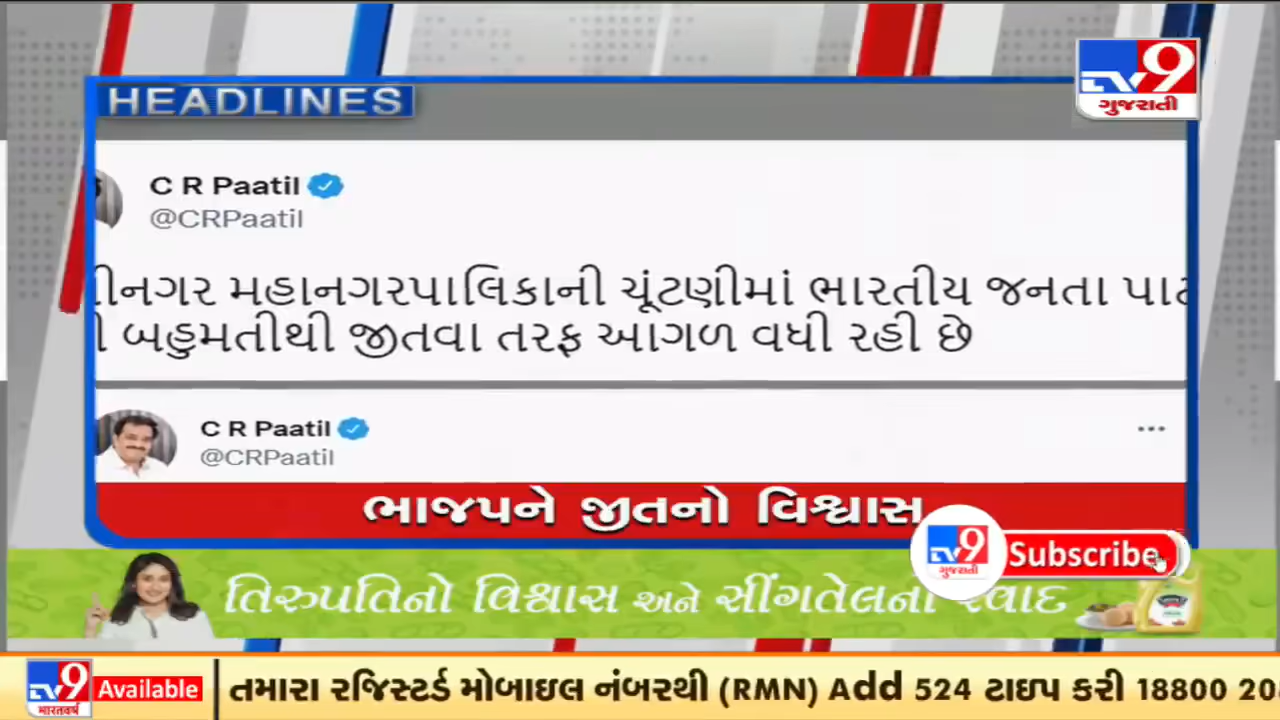 HEADLINES
TV9
ગુજરાતી
C R Paatil
@CRPaatil
મહાનગરપાલિકાની ચૂંટણીમાં ભારતીય જનતા
બહુમતીથી જીતવા તરફ આગળ વધી રહી છે
C R Paatil
@CRPaatil
ભાજપને જીતનો વિશ્વાસ
TV9
ગુજરાતી
Subscribe
તિરુપતિનો વિશ્વાસ અને સીંગતેલનો સ્વાદ
TV9
भारतवर्ष
Available
તમારા રજિસ્ટર્ડ મોબાઇલ નંબરથી (RMN) Add 524 ટાઇપ કરી 18800